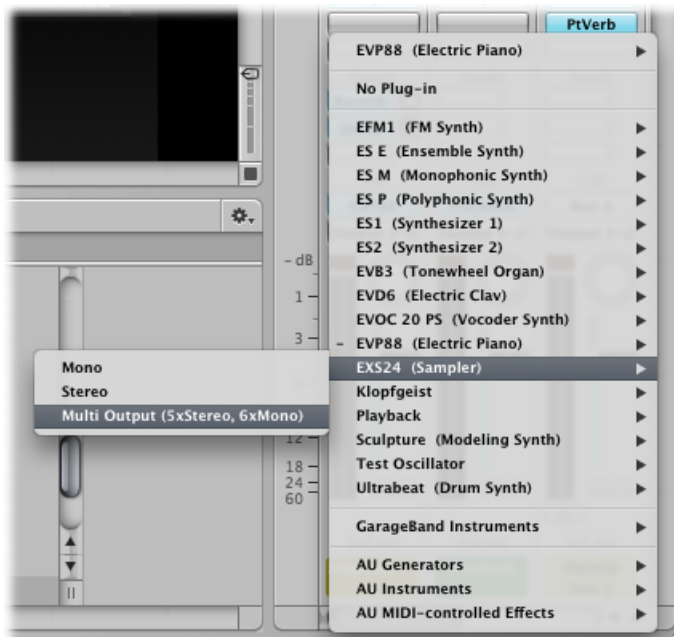 PtVerb
EVP88 (Electric Piano)
No Plug-in
EFM1 (FM Synth)
ES E (Ensemble Synth)
ES M (Monophonic Synth)
ES P (Polyphonic Synth)
ES1 (Synthesizer 1)
ES2 (Synthesizer 2)
EVB3 (Tonewheel Organ)
EVD6 (Electric Clav)
EVOC 20 PS (Vocoder Synth)
– EVP88 (Electric Piano)
EXS24 (Sampler)
Klopfgeist
Playback
Sculpture (Modeling Synth)
Test Oscillator
Ultrabeat (Drum Synth)
GarageBand Instruments
AU Generators
AU Instruments
AU MIDI-controlled Effects
Mono
Stereo
Multi Output (5xStereo, 6xMono)
- dB
1
3
12
18
24
60